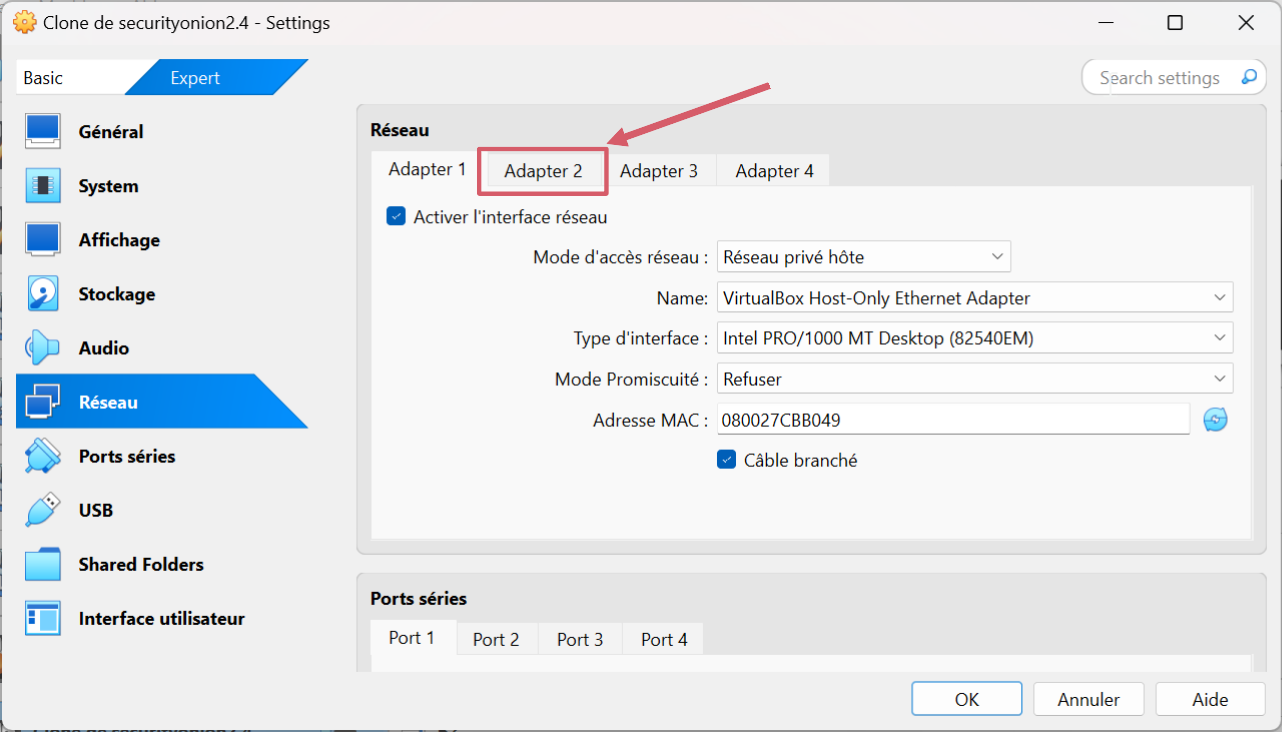 Clone de securityonion2.4 - Settings
Basic Expert Search settings
Général
System
Affichage
Stockage
Audio
Réseau
Ports séries
USB
Shared Folders
Interface utilisateur
Réseau
Adapter 1 Adapter 2 Adapter 3 Adapter 4
Activer l'interface réseau
Mode d'accès réseau : Réseau privé hôte
Name: VirtualBox Host-Only Ethernet Adapter
Type d'interface : Intel PRO/1000 MT Desktop (82540EM)
Mode Promiscuité : Refuser
Adresse MAC : 080027CBB049
Câble branché
Ports séries
Port 1 Port 2 Port 3 Port 4
OK Annuler Aide